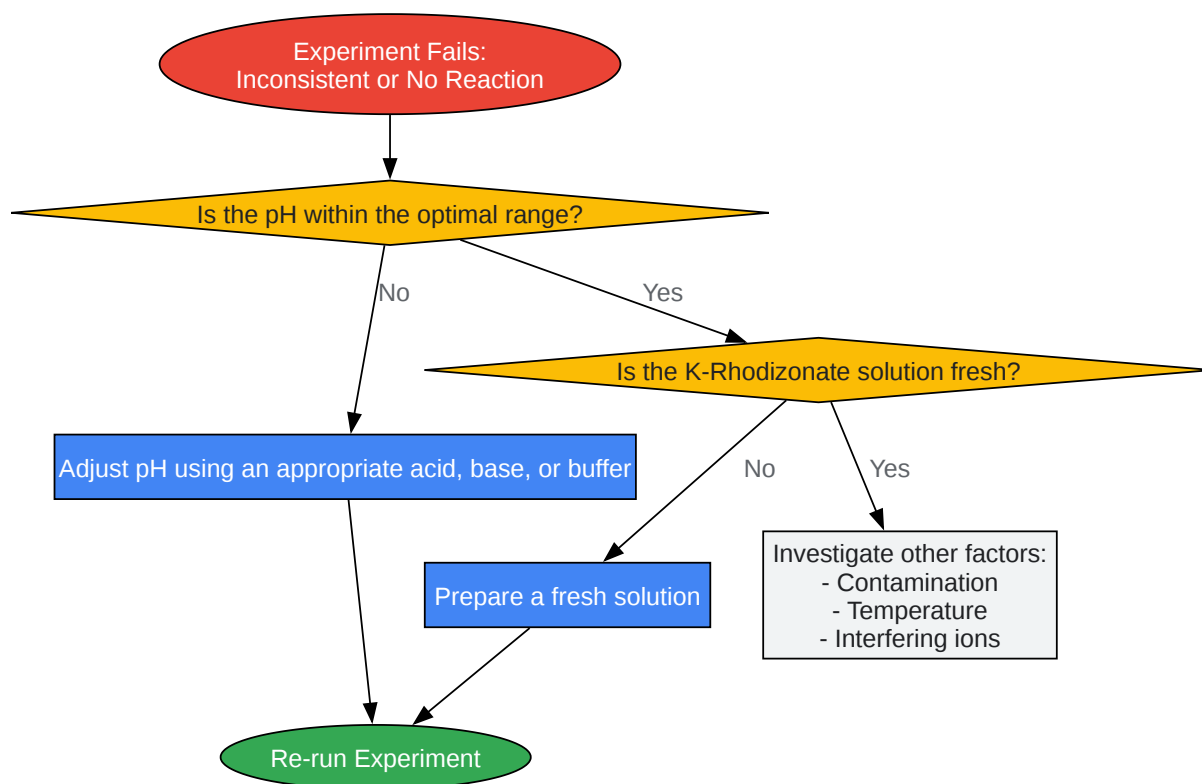 Experiment Fails:
Inconsistent or No Reaction
Is the pH within the optimal range?
No
Yes
Is the K-Rhodizonate solution fresh?
Adjust pH using an appropriate acid, base, or buffer
No
Yes
Investigate other factors:
- Contamination
- Temperature
- Interfering ions
Prepare a fresh solution
Re-run Experiment